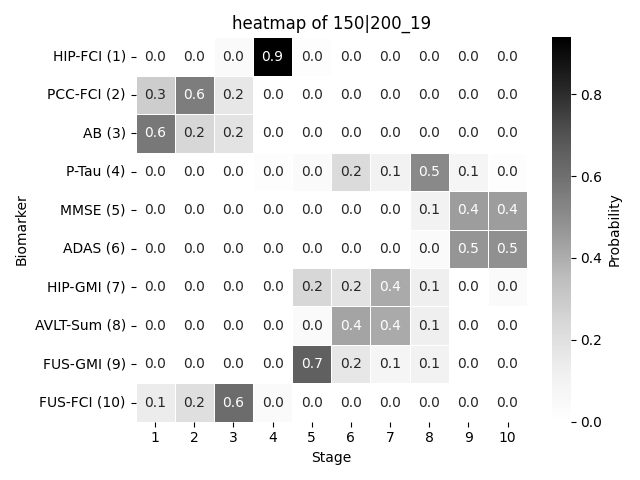 heatmap of 150|200_19
HIP-FCI (1) 0.0 0.0 0.0 0.9 0.0 0.0 0.0 0.0 0.0 0.0
PCC-FCI (2) 0.3 0.6 0.2 0.0 0.0 0.0 0.0 0.0 0.0 0.0
AB (3) 0.6 0.2 0.2 0.0 0.0 0.0 0.0 0.0 0.0 0.0
P-Tau (4) 0.0 0.0 0.0 0.0 0.0 0.2 0.1 0.5 0.1 0.0
MMSE (5) 0.0 0.0 0.0 0.0 0.0 0.0 0.0 0.1 0.4 0.4
ADAS (6) 0.0 0.0 0.0 0.0 0.0 0.0 0.0 0.0 0.5 0.5
HIP-GMI (7) 0.0 0.0 0.0 0.0 0.2 0.2 0.4 0.1 0.0 0.0
AVLT-Sum (8) 0.0 0.0 0.0 0.0 0.0 0.4 0.4 0.1 0.0 0.0
FUS-GMI (9) 0.0 0.0 0.0 0.0 0.7 0.2 0.1 0.1 0.0 0.0
FUS-FCI (10) 0.1 0.2 0.6 0.0 0.0 0.0 0.0 0.0 0.0 0.0
1 2 3 4 5 6 7 8 9 10
Stage
Biomarker
0.8
0.6
0.4
0.2
0.0
Probability